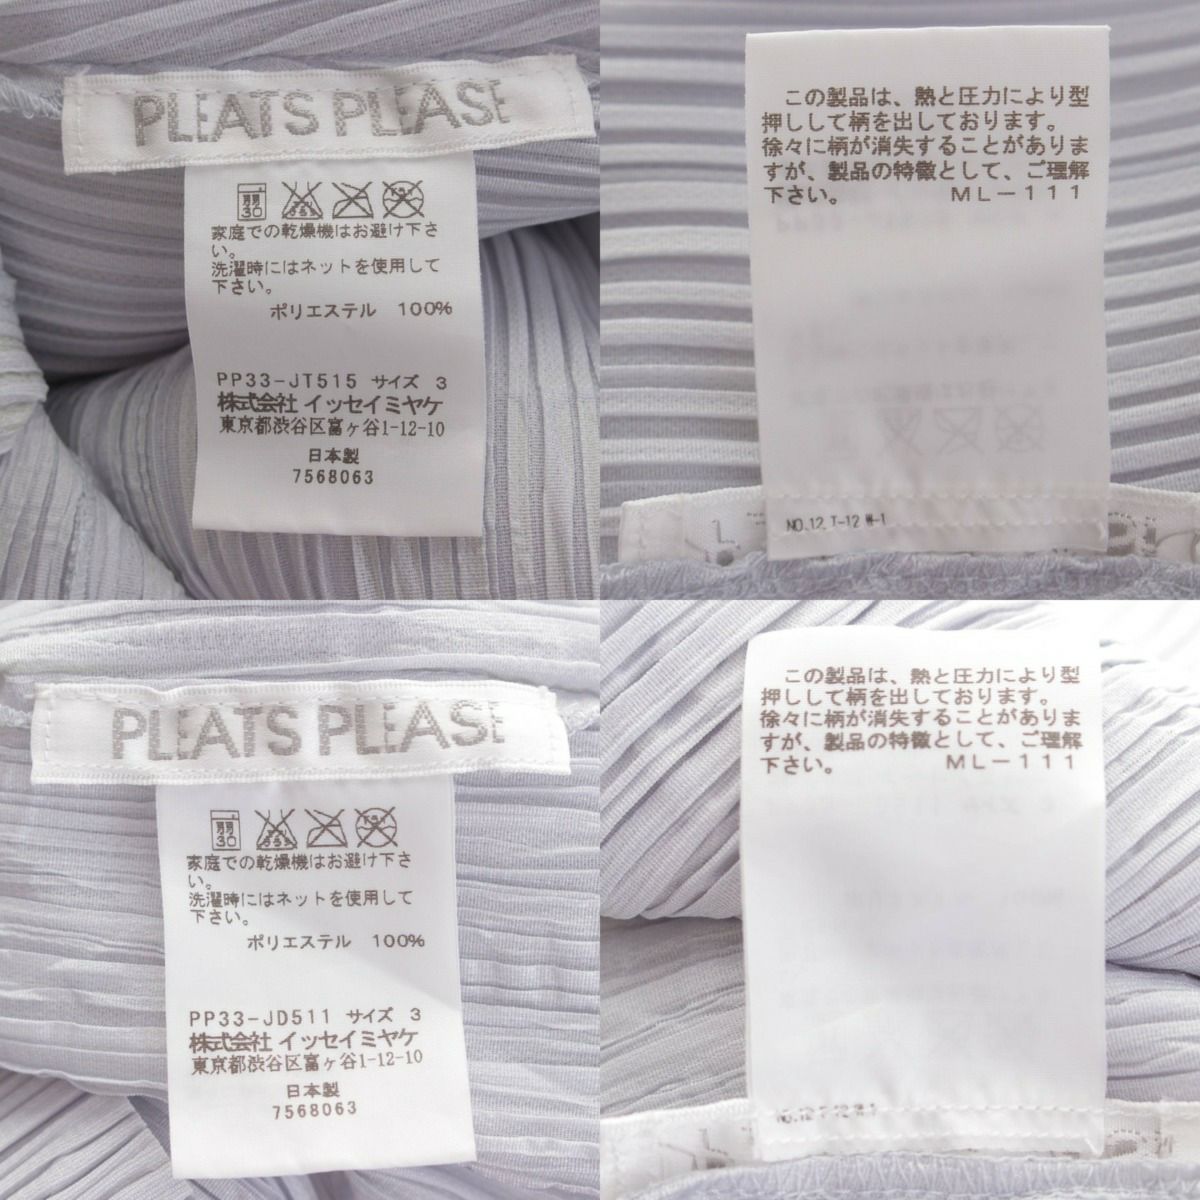 PLEATS PLEASE
30
家庭での乾燥機はお避け下さ
い。
洗濯時にはネットを使用して
下さい。
ポリエステル 100%
PP33-JT515 サイズ 3
株式会社 イッセイミヤケ
東京都渋谷区富ヶ谷1-12-10
日本製
7568063
この製品は、熱と圧力により型
押しして柄を出しております。
徐々に柄が消失することがありま
すが、製品の特徴として、ご理解
下さい。 ML-111
NO.12 T-12 W-1
PLEATS PLEASE
30
家庭での乾燥機はお避け下さ
い。
洗濯時にはネットを使用して
下さい。
ポリエステル 100%
PP33-JD511 サイズ 3
株式会社 イッセイミヤケ
東京都渋谷区富ヶ谷1-12-10
日本製
7568063
この製品は、熱と圧力により型
押しして柄を出しております。
徐々に柄が消失することがありま
すが、製品の特徴として、ご理解
下さい。 ML-111
NO.12 T-12 W-1